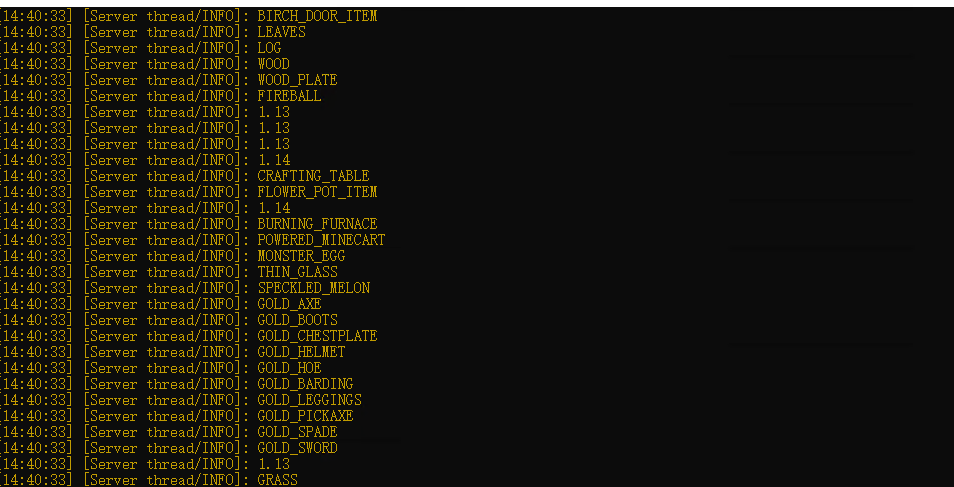 [14:40:33] [Server thread/INFO]: BIRCH_DOOR_ITEM
[14:40:33] [Server thread/INFO]: LEAVES
[14:40:33] [Server thread/INFO]: LOG
[14:40:33] [Server thread/INFO]: WOOD
[14:40:33] [Server thread/INFO]: WOOD_PLATE
[14:40:33] [Server thread/INFO]: FIREBALL
[14:40:33] [Server thread/INFO]: 1.13
[14:40:33] [Server thread/INFO]: 1.13
[14:40:33] [Server thread/INFO]: 1.13
[14:40:33] [Server thread/INFO]: 1.14
[14:40:33] [Server thread/INFO]: CRAFTING_TABLE
[14:40:33] [Server thread/INFO]: FLOWER_POT_ITEM
[14:40:33] [Server thread/INFO]: 1.14
[14:40:33] [Server thread/INFO]: BURNING_FURNACE
[14:40:33] [Server thread/INFO]: POWERED_MINECART
[14:40:33] [Server thread/INFO]: MONSTER_EGG
[14:40:33] [Server thread/INFO]: THIN_GLASS
[14:40:33] [Server thread/INFO]: SPECKLED_MELON
[14:40:33] [Server thread/INFO]: GOLD_AXE
[14:40:33] [Server thread/INFO]: GOLD_BOOTS
[14:40:33] [Server thread/INFO]: GOLD_CHESTPLATE
[14:40:33] [Server thread/INFO]: GOLD_HELMET
[14:40:33] [Server thread/INFO]: GOLD_HOE
[14:40:33] [Server thread/INFO]: GOLD_BARDING
[14:40:33] [Server thread/INFO]: GOLD_LEGGINGS
[14:40:33] [Server thread/INFO]: GOLD_PICKAXE
[14:40:33] [Server thread/INFO]: GOLD_SPADE
[14:40:33] [Server thread/INFO]: GOLD_SWORD
[14:40:33] [Server thread/INFO]: 1.13
[14:40:33] [Server thread/INFO]: GRASS